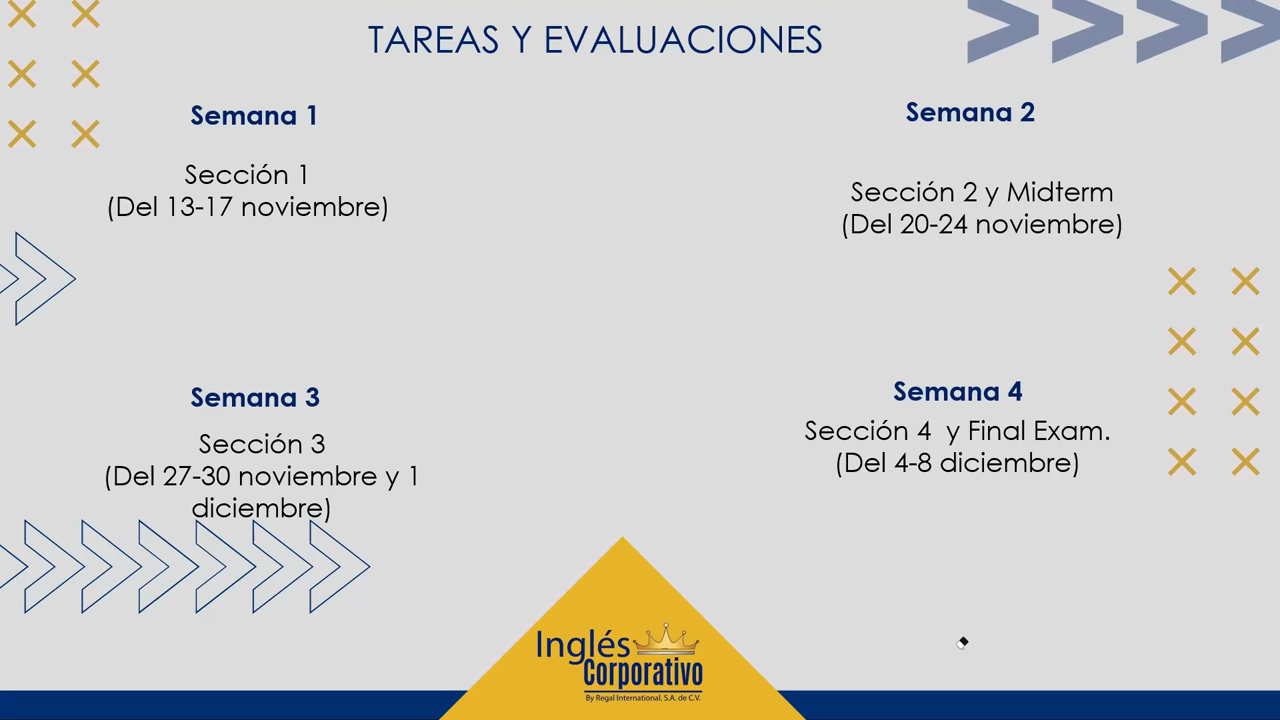 TAREAS Y EVALUACIONES
Semana 1
Sección 1
(Del 13-17 noviembre)
Semana 2
Sección 2 y Midterm
(Del 20-24 noviembre)
Semana 3
Sección 3
(Del 27-30 noviembre y 1
diciembre)
Semana 4
Sección 4 y Final Exam.
(Del 4-8 diciembre)
Inglés
Corporativo
By Regal International, S.A. de C.V.